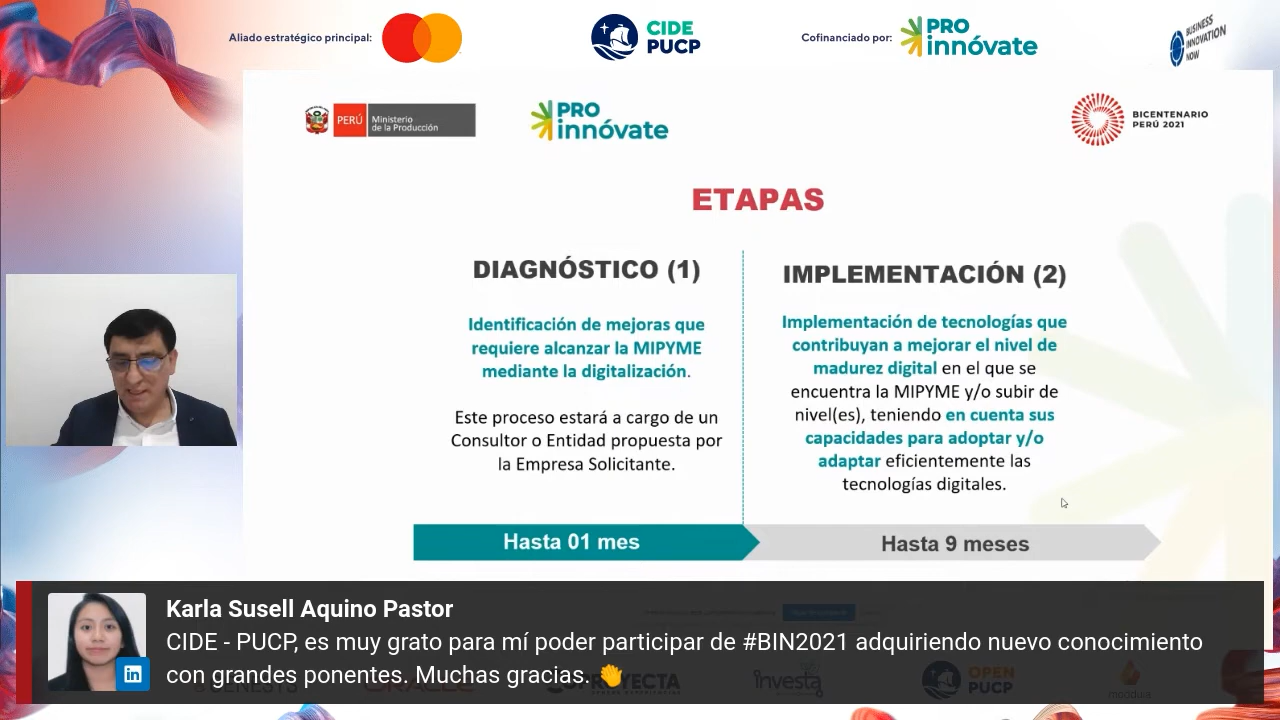 Aliado estratégico principal:
CIDE
PUCP
Cofinanciado por:
PRO
innóvate
BUSINESS
INNOVATION
NOW
PERÚ
Ministerio
de la Producción
PRO
innóvate
BICENTENARIO
PERÚ 2021
ETAPAS
DIAGNÓSTICO (1)
Identificación de mejoras que
requiere alcanzar la MIPYME
mediante la digitalización.
Este proceso estará a cargo de un
Consultor o Entidad propuesta por
la Empresa Solicitante.
IMPLEMENTACIÓN (2)
Implementación de tecnologías que
contribuyan a mejorar el nivel de
madurez digital en el que se
encuentra la MIPYME y/o subir de
nivel(es), teniendo en cuenta sus
capacidades para adoptar y/o
adaptar eficientemente las
tecnologías digitales.
Hasta 01 mes
Hasta 9 meses
Karla Susell Aquino Pastor
CIDE - PUCP, es muy grato para mí poder participar de #BIN2021 adquiriendo nuevo conocimiento
con grandes ponentes. Muchas gracias. 👏
in
investa
OPEN
PUCP